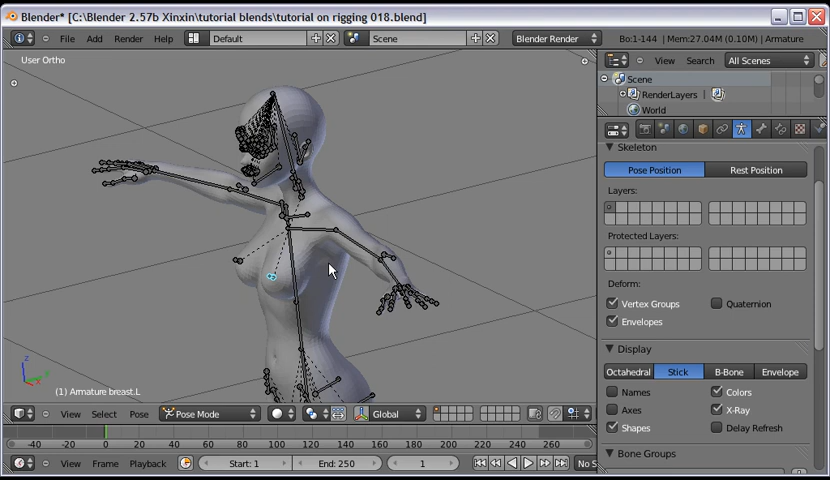 Blender* [C:\Blender 2.57b Xinxin\tutorial blends\tutorial on rigging 018.blend]
File Add Render Help Default Scene Blender Render Bo:1-144 | Mem:27.04M (0.10M) | Armature
User Ortho
View Search All Scenes
Scene
RenderLayers |
World
Skeleton
Pose Position Rest Position
Layers:
Protected Layers:
Deform:
Vertex Groups Quaternion
Envelopes
Display
Octahedral Stick B-Bone Envelope
Names Colors
Axes X-Ray
Shapes Delay Refresh
Bone Groups
z
x
(1) Armature breast.L
View Select Pose Pose Mode Global
-40 -20 0 20 40 60 80 100 120 140 160 180 200 220 240 260
View Frame Playback Start: 1 End: 250 1 No S